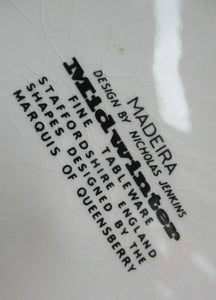 MADEIRA
DESIGN BY NICHOLAS JENKINS
Midwinter
FINE TABLEWARE
STAFFORDSHIRE ENGLAND
SHAPES DESIGNED BY THE
MARQUIS OF QUEENSBERRY